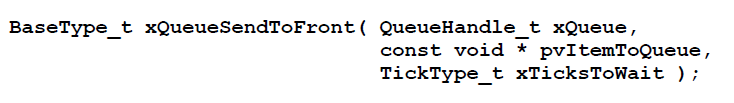 BaseType_t xQueueSendToFront( QueueHandle_t xQueue,
const void * pvItemToQueue,
TickType_t xTicksToWait );